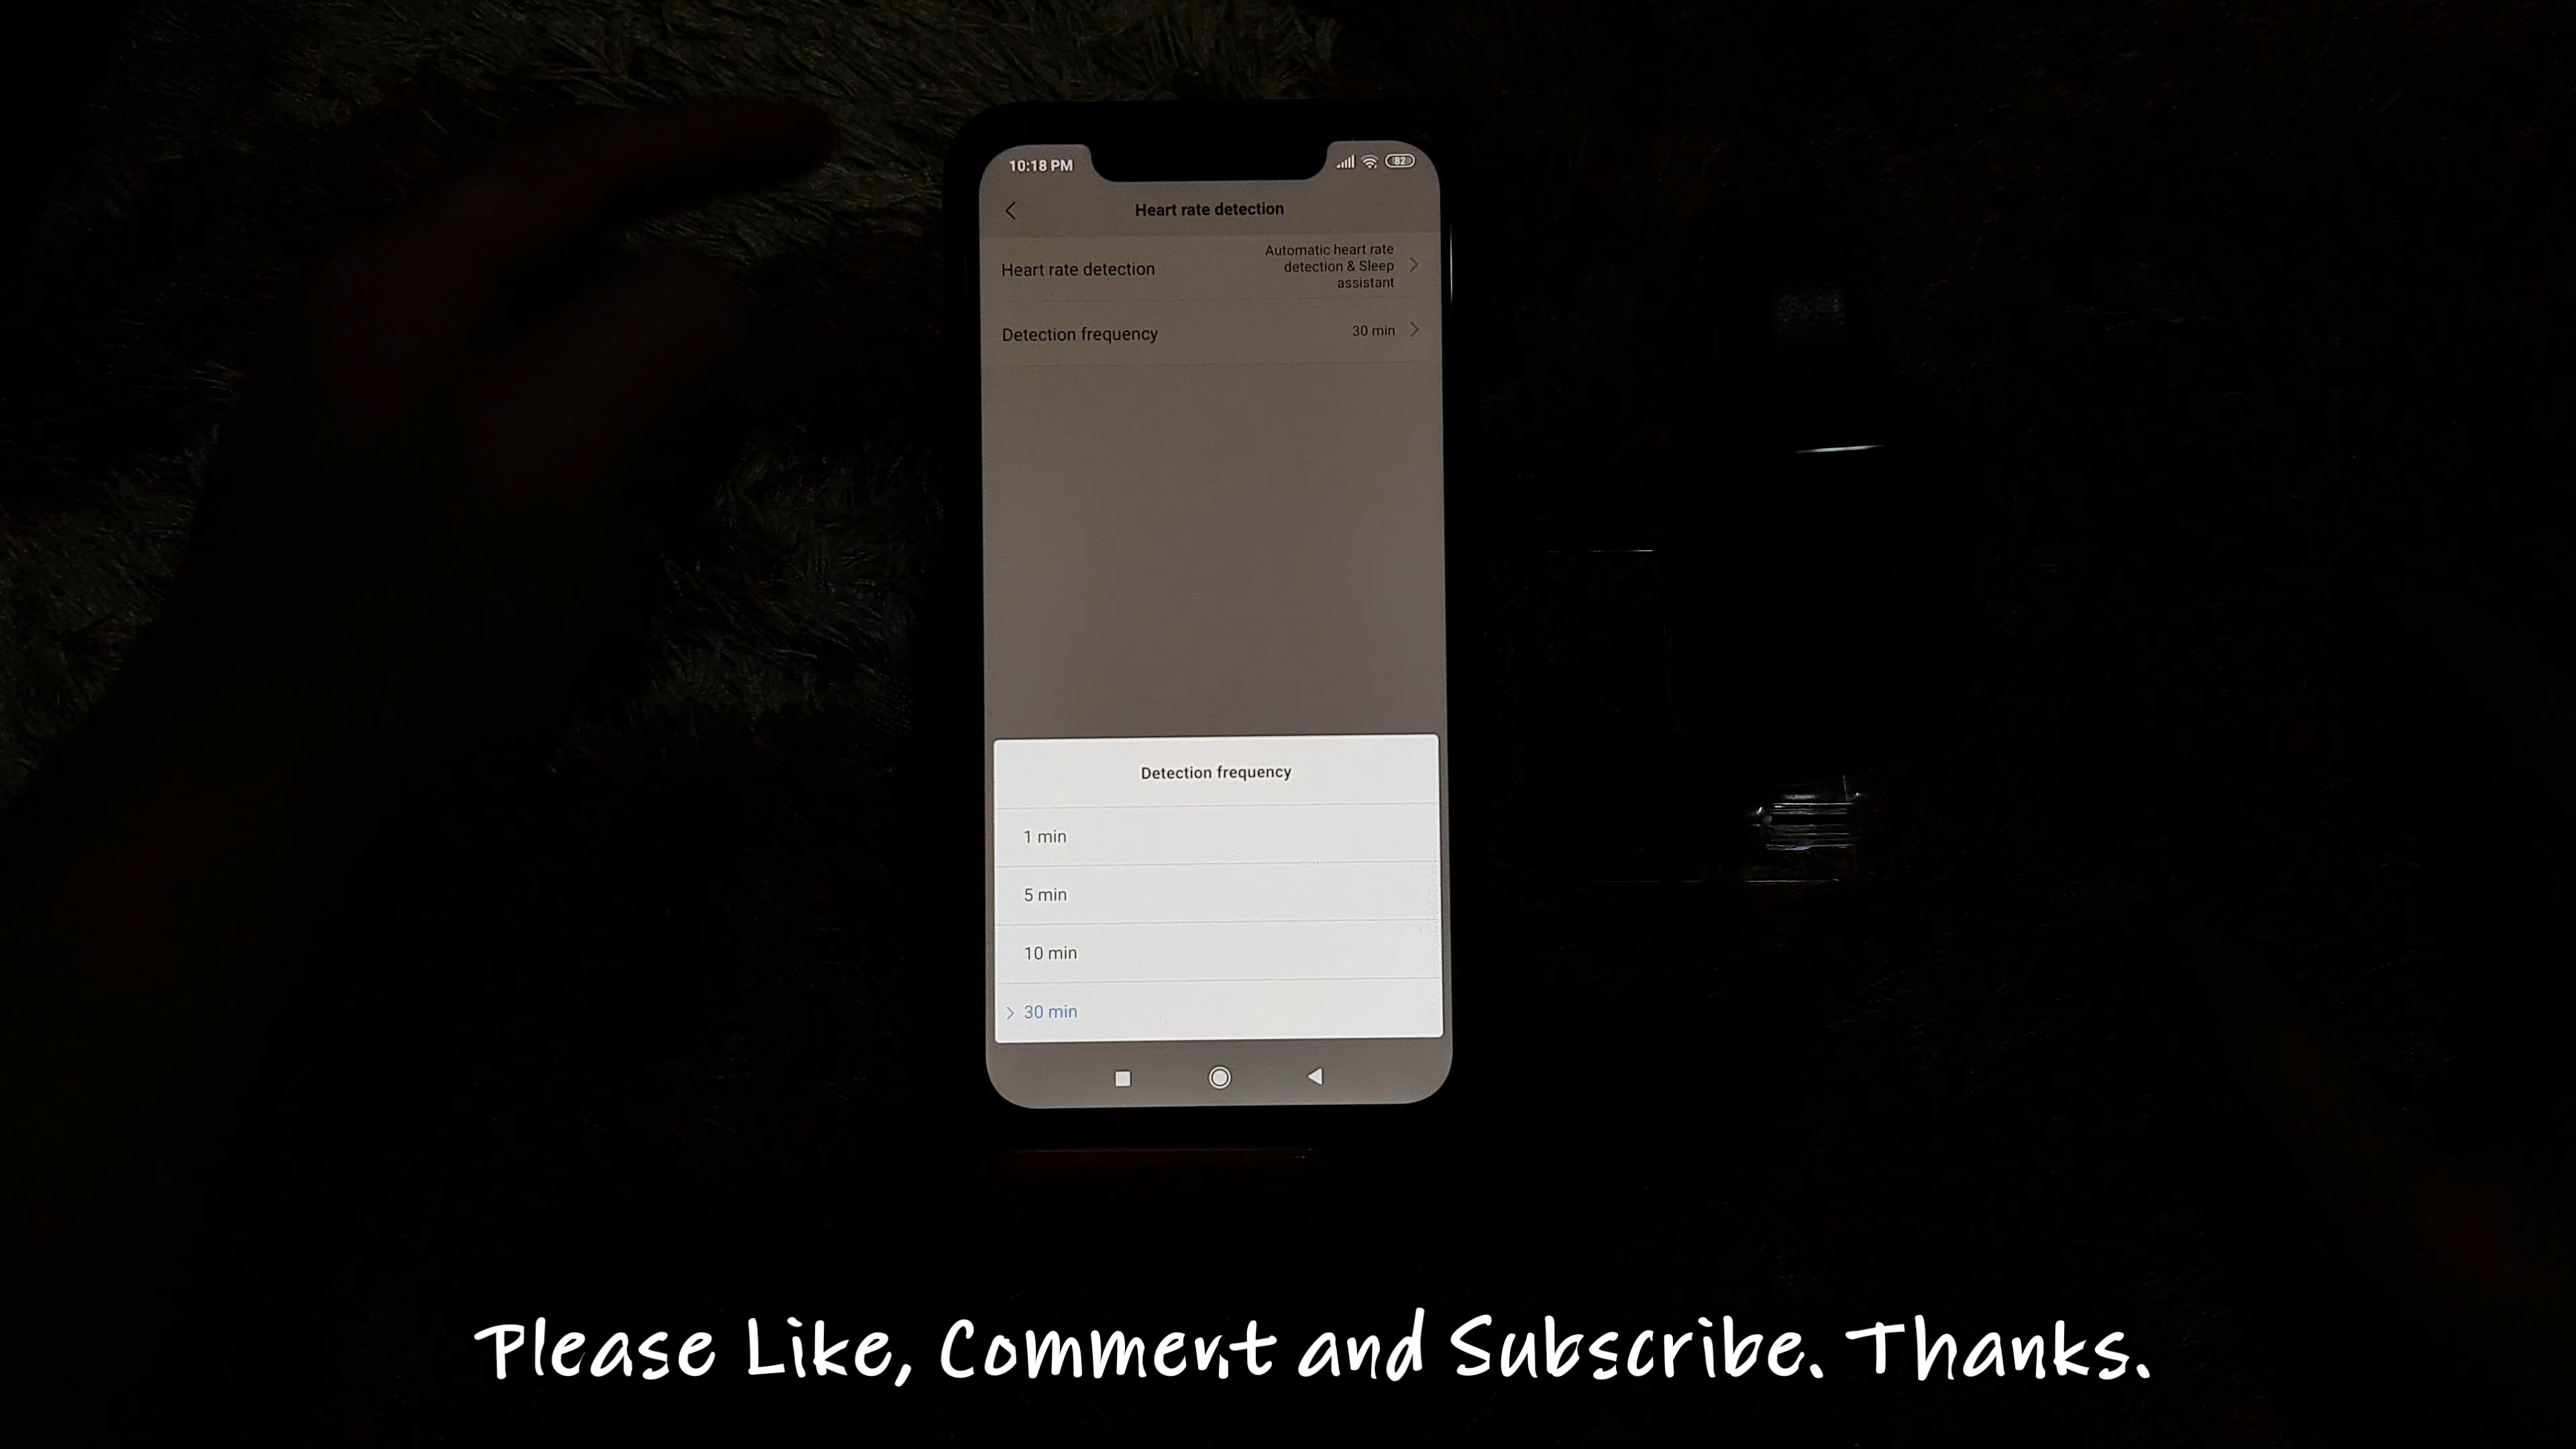 10:18 PM
82
Heart rate detection
Heart rate detection
Automatic heart rate
detection & Sleep
assistant
Detection frequency
30 min
Detection frequency
1 min
5 min
10 min
30 min
Please Like, Comment and Subscribe. Thanks.